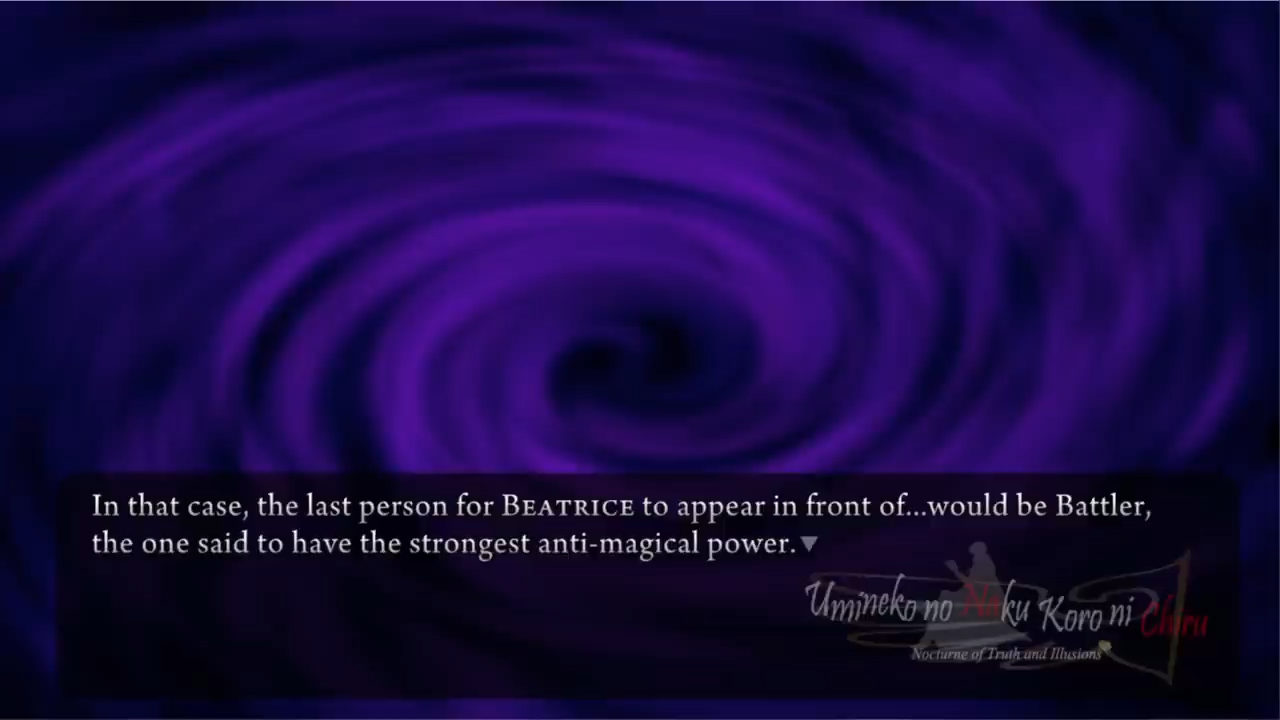 In that case, the last person for BEATRICE to appear in front of...would be Battler,
the one said to have the strongest anti-magical power.
Umineko no Naku Koro ni Chiru
Nocturne of Truth and Illusions